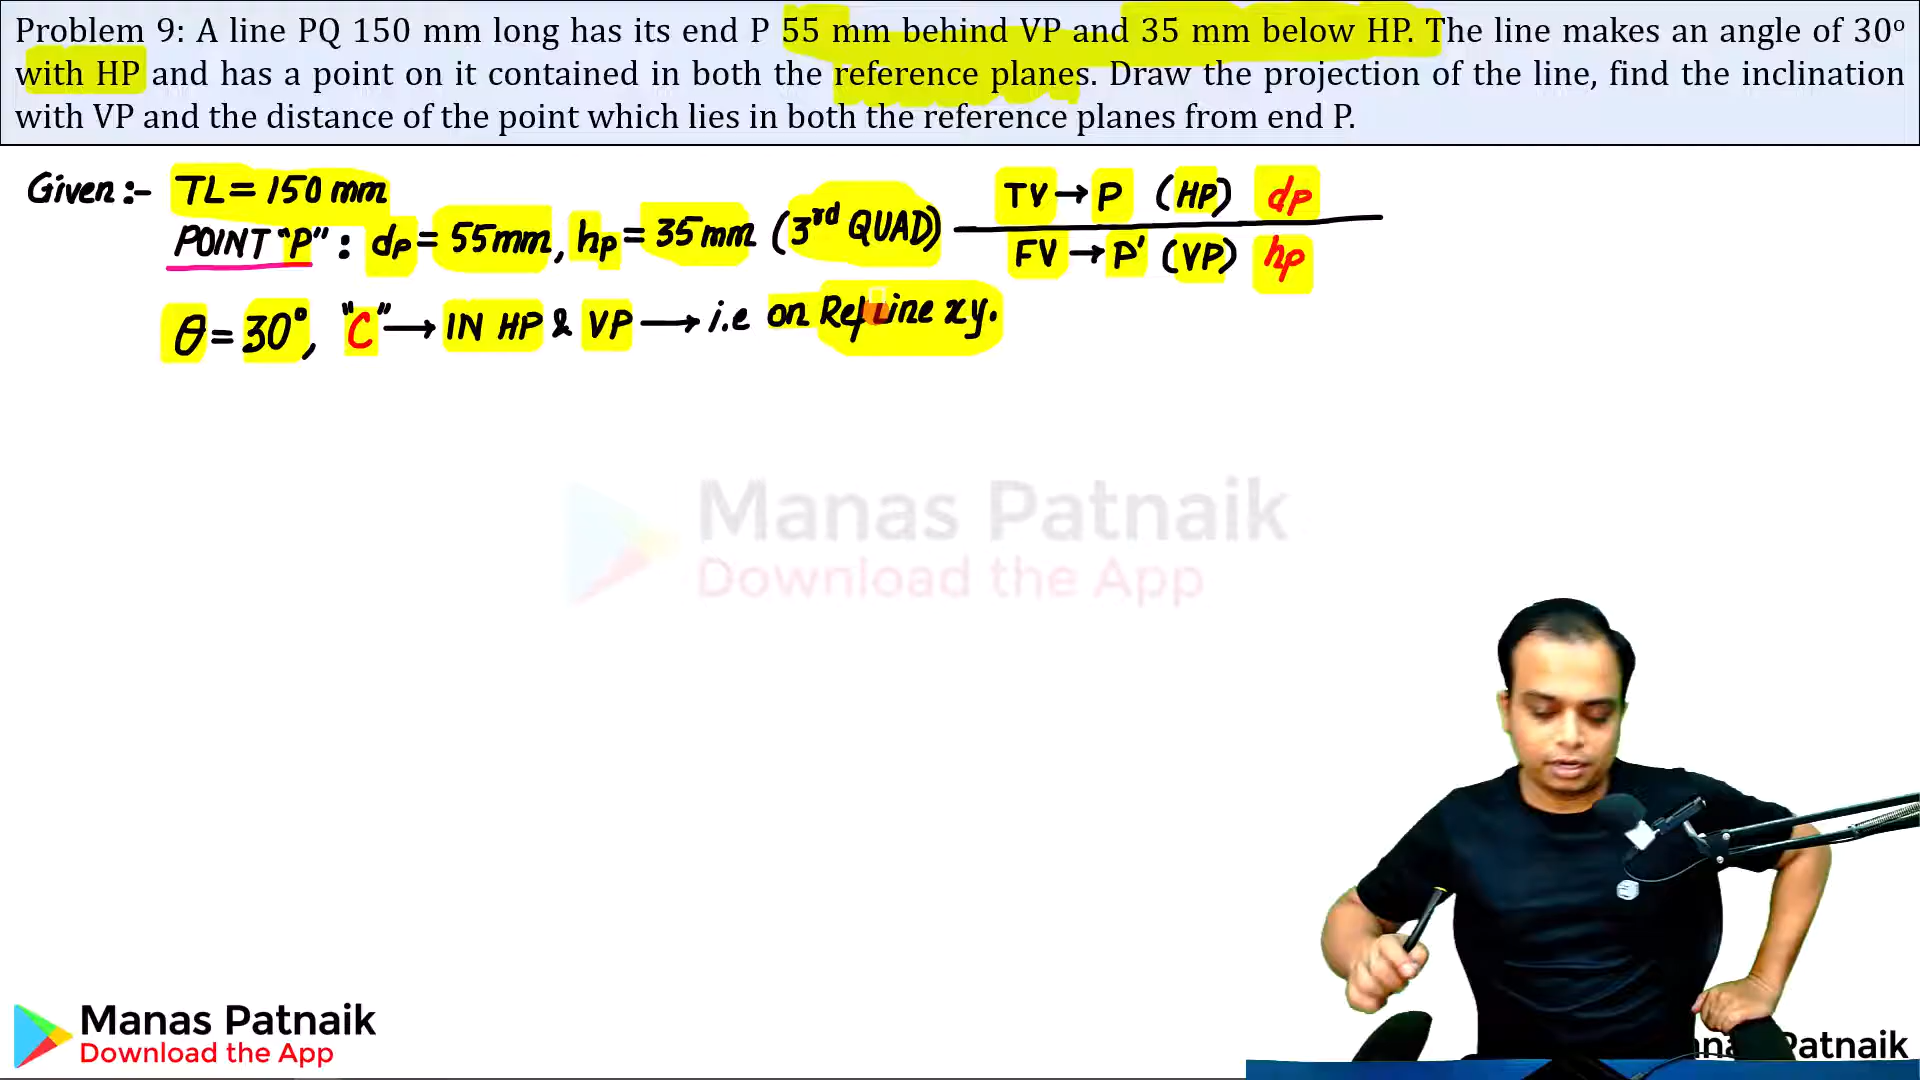 Problem 9: A line PQ 150 mm long has its end P 55 mm behind VP and 35 mm below HP. The line makes an angle of 30º
with HP and has a point on it contained in both the reference planes. Draw the projection of the line, find the inclination
with VP and the distance of the point which lies in both the reference planes from end P.
Given :- TL = 150 mm
POINT "P" : dp = 55mm, hp = 35mm (3rd QUAD)
TV → P (HP) dp
FV → P' (VP) hp
θ = 30°, "C" → IN HP & VP → i.e on Ref Line xy.
Manas Patnaik
Download the App
Manas Patnaik
Download the App
atnaik